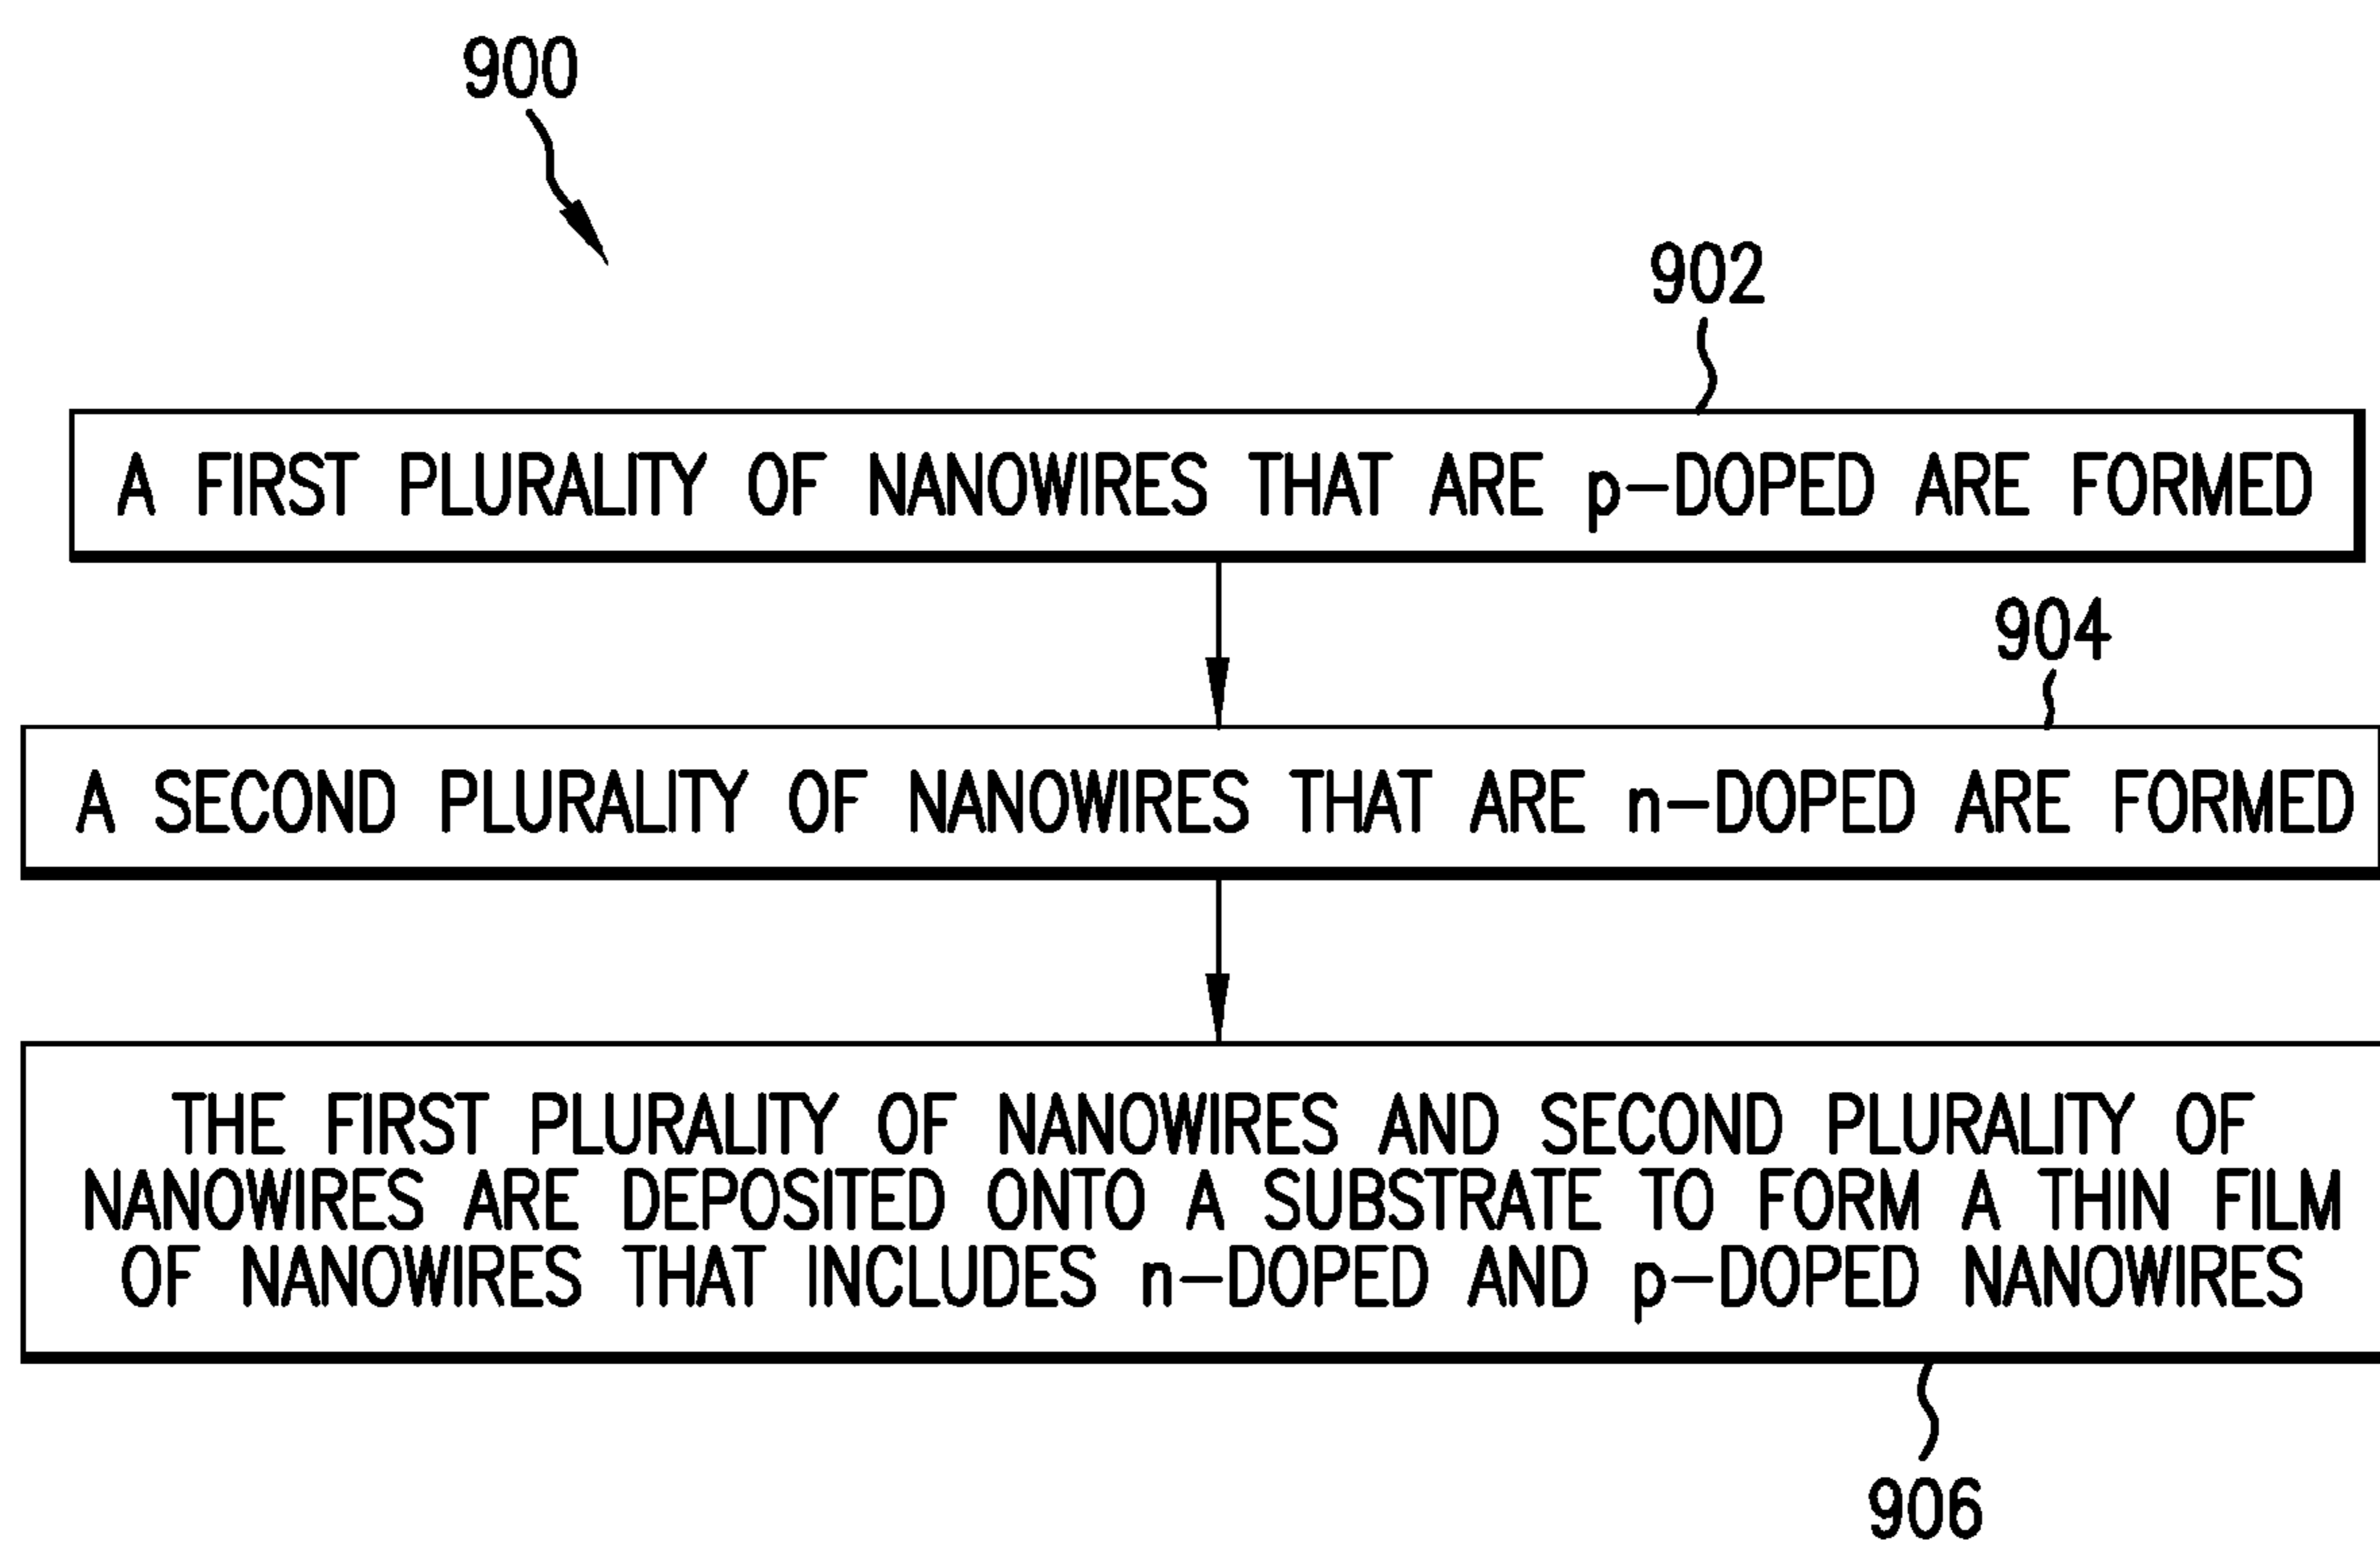 900
902
A FIRST PLURALITY OF NANOWIRES THAT ARE p-DOPED ARE FORMED
904
A SECOND PLURALITY OF NANOWIRES THAT ARE n-DOPED ARE FORMED
THE FIRST PLURALITY OF NANOWIRES AND SECOND PLURALITY OF
NANOWIRES ARE DEPOSITED ONTO A SUBSTRATE TO FORM A THIN FILM
OF NANOWIRES THAT INCLUDES n-DOPED AND p-DOPED NANOWIRES
906